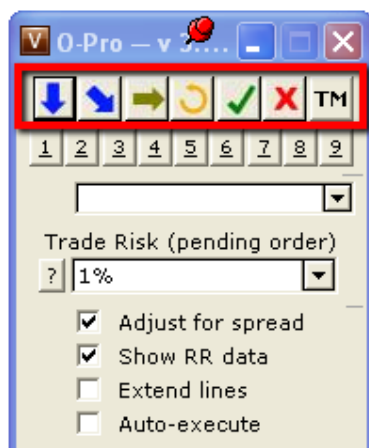 V O-Pro — v 3....
TM
1 2 3 4 5 6 7 8 9
Trade Risk (pending order)
? 1%
Adjust for spread
Show RR data
Extend lines
Auto-execute